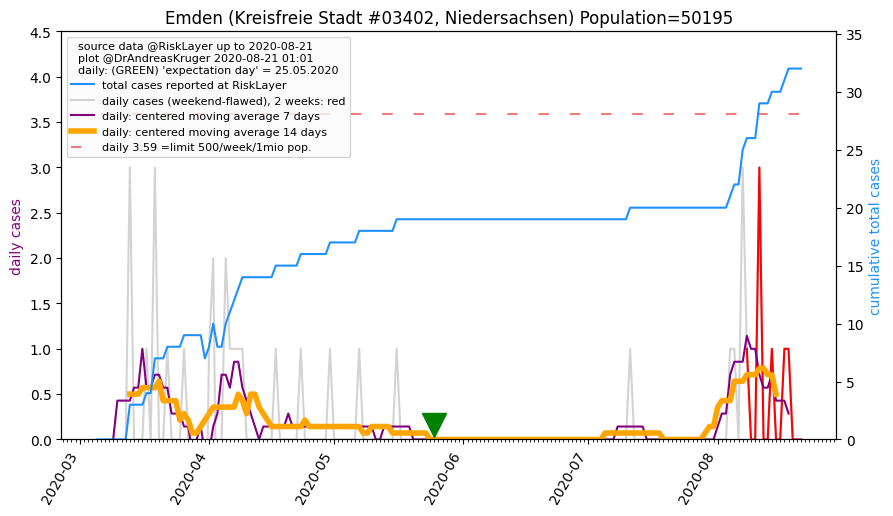 Emden (Kreisfreie Stadt #03402, Niedersachsen) Population=50195
source data @RiskLayer up to 2020-08-21
plot @DrAndreasKruger 2020-08-21 01:01
daily: (GREEN) 'expectation day' = 25.05.2020
total cases reported at RiskLayer
daily cases (weekend-flawed), 2 weeks: red
daily: centered moving average 7 days
daily: centered moving average 14 days
daily 3.59 =limit 500/week/1mio pop.
daily cases
4.5
4.0
3.5
3.0
2.5
2.0
1.5
1.0
0.5
0.0
35
30
25
20
15
10
5
0
cumulative total cases
2020-03
2020-04
2020-05
2020-06
2020-07
2020-08